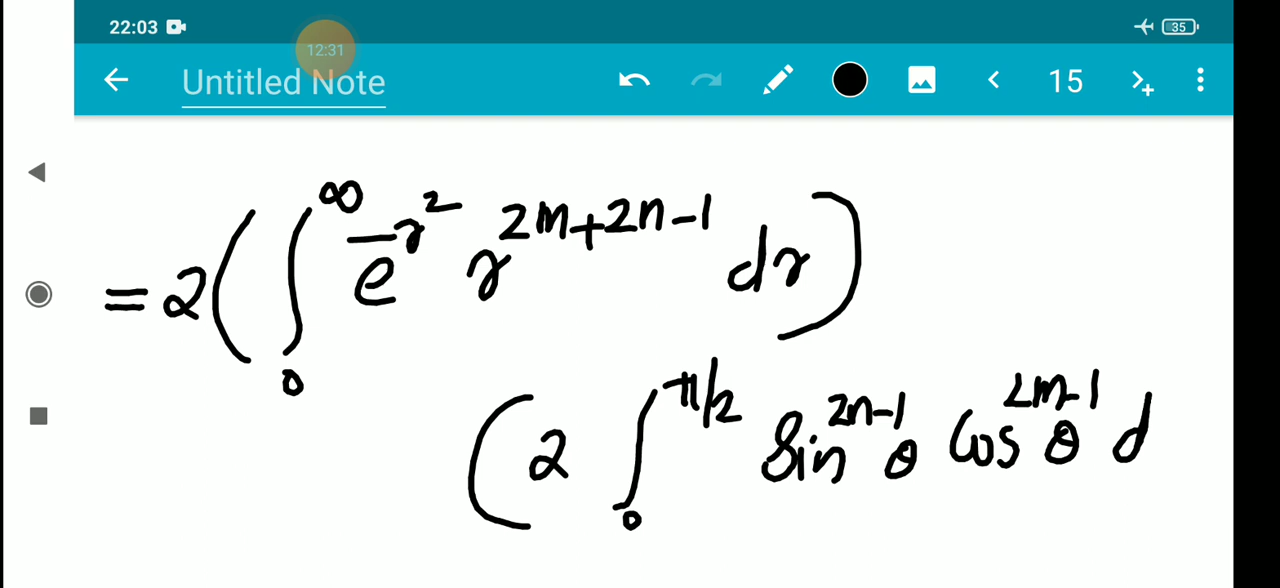 22:03
12:31
35
Untitled Note
15
= 2 ( ∫₀^∞ e^{-r²} r^{2m+2n-1} dr )
( 2 ∫₀^{π/2} Sin^{2n-1} θ Cos^{2m-1} θ d